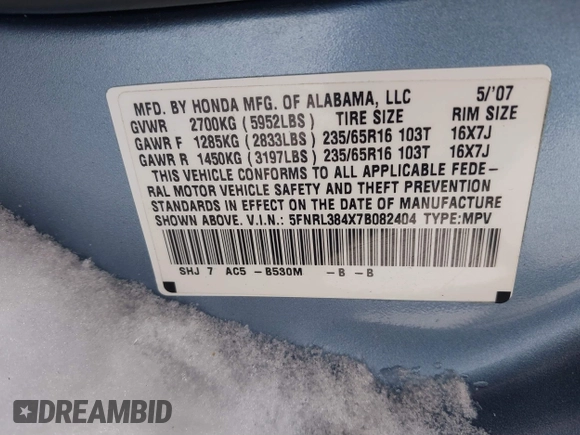 MFD. BY HONDA MFG. OF ALABAMA, LLC 5/'07
GVWR 2700KG (5952LBS) TIRE SIZE RIM SIZE
GAWR F 1285KG (2833LBS) 235/65R16 103T 16X7J
GAWR R 1450KG (3197LBS) 235/65R16 103T 16X7J
THIS VEHICLE CONFORMS TO ALL APPLICABLE FEDE-
RAL MOTOR VEHICLE SAFETY AND THEFT PREVENTION
STANDARDS IN EFFECT ON THE DATE OF MANUFACTURE
SHOWN ABOVE. V.I.N.: 5FNRL384X7B082404 TYPE:MPV
SHJ 7 AC5 -B530M -B -B
DREAMBID